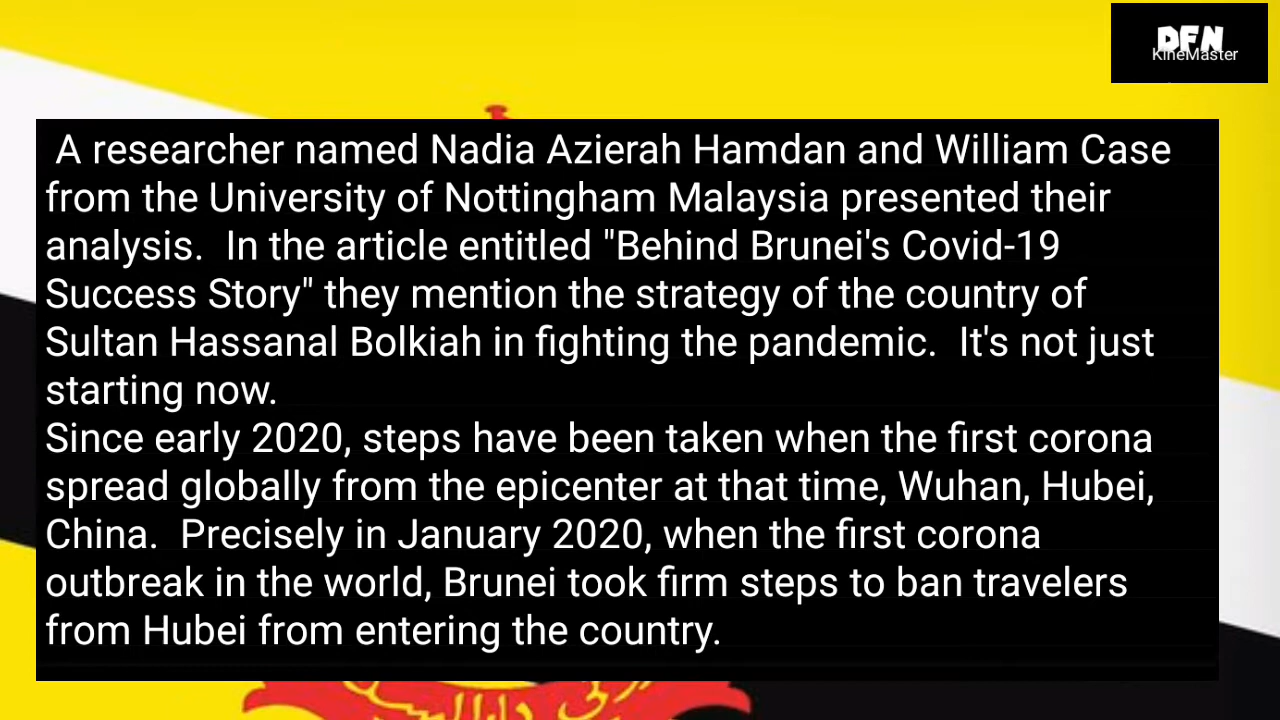 DFN
KineMaster
A researcher named Nadia Azierah Hamdan and William Case
from the University of Nottingham Malaysia presented their
analysis.  In the article entitled "Behind Brunei's Covid-19
Success Story" they mention the strategy of the country of
Sultan Hassanal Bolkiah in fighting the pandemic.  It's not just
starting now.
Since early 2020, steps have been taken when the first corona
spread globally from the epicenter at that time, Wuhan, Hubei,
China.  Precisely in January 2020, when the first corona
outbreak in the world, Brunei took firm steps to ban travelers
from Hubei from entering the country.